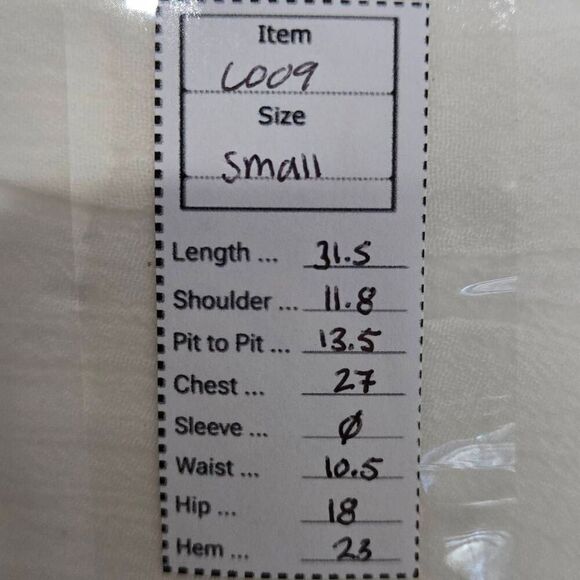 Item
L009
Size
Small
Length ... 31.5
Shoulder ... 11.8
Pit to Pit ... 13.5
Chest ... 27
Sleeve ... Ø
Waist ... 10.5
Hip ... 18
Hem ... 23